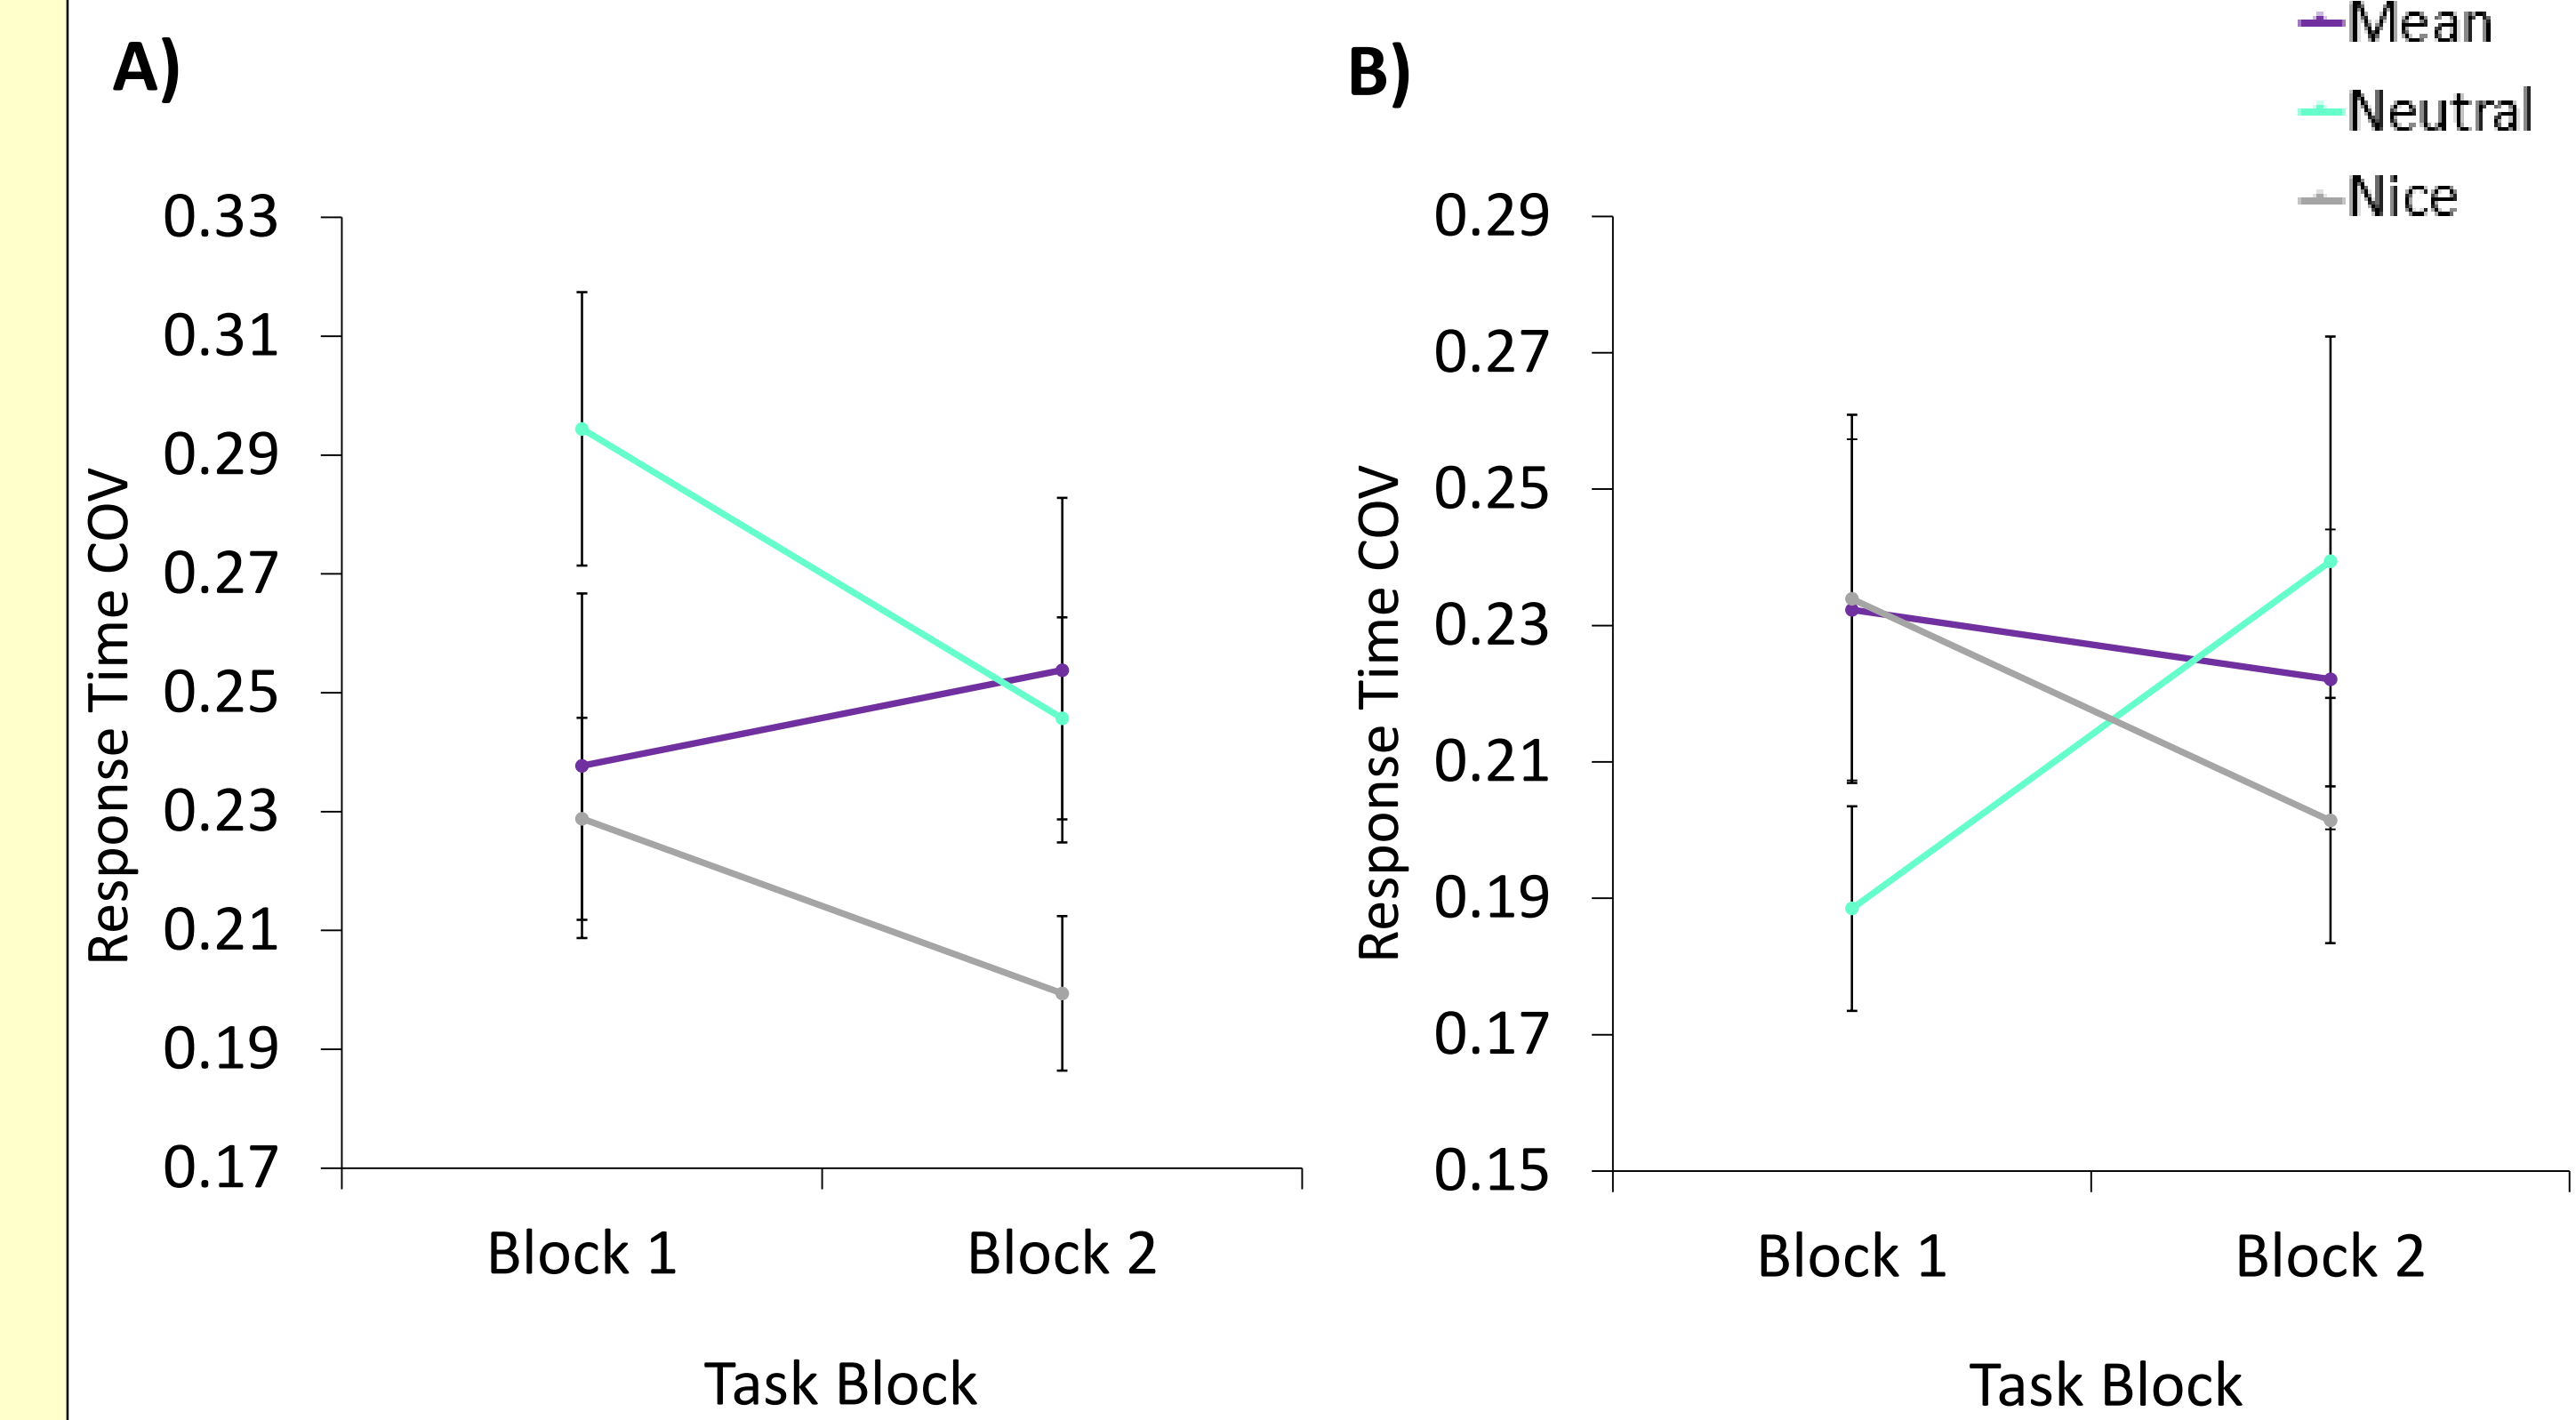 A)
Response Time COV
0.33
0.31
0.29
0.27
0.25
0.23
0.21
0.19
0.17
Block 1
Block 2
Task Block
B)
Mean
Neutral
Nice
Response Time COV
0.29
0.27
0.25
0.23
0.21
0.19
0.17
0.15
Block 1
Block 2
Task Block